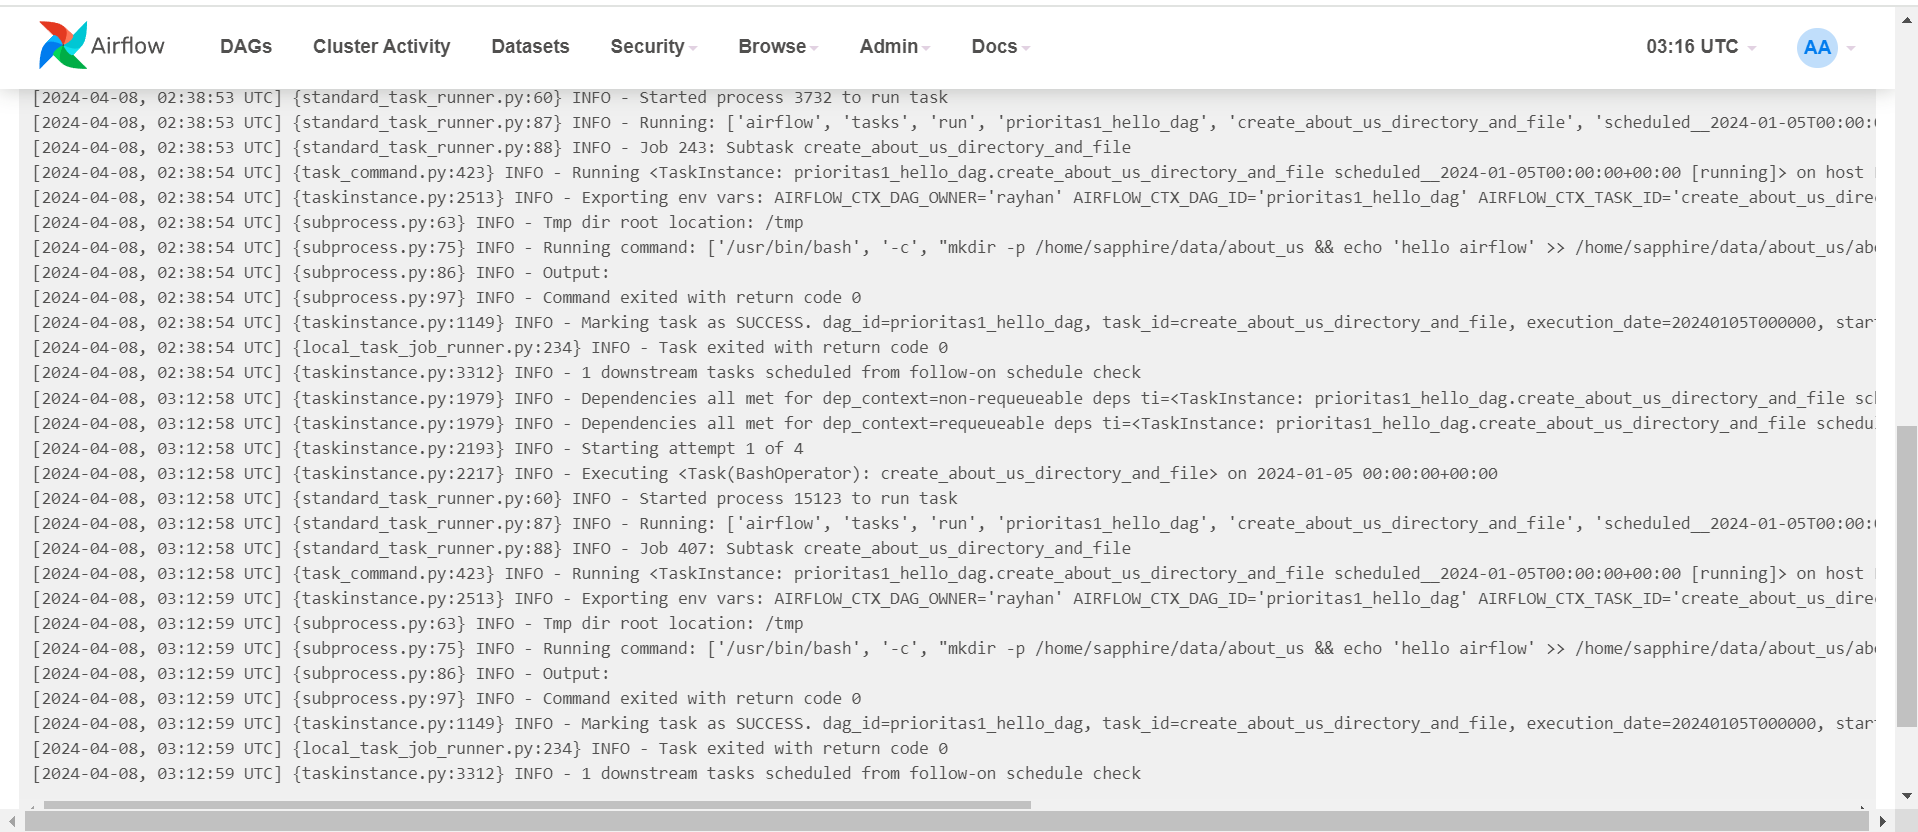 Airflow DAGs Cluster Activity Datasets Security Browse Admin Docs 03:16 UTC AA
[2024-04-08, 02:38:53 UTC] {standard_task_runner.py:60} INFO - Started process 3732 to run task
[2024-04-08, 02:38:53 UTC] {standard_task_runner.py:87} INFO - Running: ['airflow', 'tasks', 'run', 'prioritas1_hello_dag', 'create_about_us_directory_and_file', 'scheduled__2024-01-05T00:00:0
[2024-04-08, 02:38:53 UTC] {standard_task_runner.py:88} INFO - Job 243: Subtask create_about_us_directory_and_file
[2024-04-08, 02:38:54 UTC] {task_command.py:423} INFO - Running <TaskInstance: prioritas1_hello_dag.create_about_us_directory_and_file scheduled__2024-01-05T00:00:00+00:00 [running]> on host
[2024-04-08, 02:38:54 UTC] {taskinstance.py:2513} INFO - Exporting env vars: AIRFLOW_CTX_DAG_OWNER='rayhan' AIRFLOW_CTX_DAG_ID='prioritas1_hello_dag' AIRFLOW_CTX_TASK_ID='create_about_us_direc
[2024-04-08, 02:38:54 UTC] {subprocess.py:63} INFO - Tmp dir root location: /tmp
[2024-04-08, 02:38:54 UTC] {subprocess.py:75} INFO - Running command: ['/usr/bin/bash', '-c', "mkdir -p /home/sapphire/data/about_us && echo 'hello airflow' >> /home/sapphire/data/about_us/abo
[2024-04-08, 02:38:54 UTC] {subprocess.py:86} INFO - Output:
[2024-04-08, 02:38:54 UTC] {subprocess.py:97} INFO - Command exited with return code 0
[2024-04-08, 02:38:54 UTC] {taskinstance.py:1149} INFO - Marking task as SUCCESS. dag_id=prioritas1_hello_dag, task_id=create_about_us_directory_and_file, execution_date=20240105T000000, star
[2024-04-08, 02:38:54 UTC] {local_task_job_runner.py:234} INFO - Task exited with return code 0
[2024-04-08, 02:38:54 UTC] {taskinstance.py:3312} INFO - 1 downstream tasks scheduled from follow-on schedule check
[2024-04-08, 03:12:58 UTC] {taskinstance.py:1979} INFO - Dependencies all met for dep_context=non-requeueable deps ti=<TaskInstance: prioritas1_hello_dag.create_about_us_directory_and_file sch
[2024-04-08, 03:12:58 UTC] {taskinstance.py:1979} INFO - Dependencies all met for dep_context=requeueable deps ti=<TaskInstance: prioritas1_hello_dag.create_about_us_directory_and_file schedul
[2024-04-08, 03:12:58 UTC] {taskinstance.py:2193} INFO - Starting attempt 1 of 4
[2024-04-08, 03:12:58 UTC] {taskinstance.py:2217} INFO - Executing <Task(BashOperator): create_about_us_directory_and_file> on 2024-01-05 00:00:00+00:00
[2024-04-08, 03:12:58 UTC] {standard_task_runner.py:60} INFO - Started process 15123 to run task
[2024-04-08, 03:12:58 UTC] {standard_task_runner.py:87} INFO - Running: ['airflow', 'tasks', 'run', 'prioritas1_hello_dag', 'create_about_us_directory_and_file', 'scheduled__2024-01-05T00:00:0
[2024-04-08, 03:12:58 UTC] {standard_task_runner.py:88} INFO - Job 407: Subtask create_about_us_directory_and_file
[2024-04-08, 03:12:58 UTC] {task_command.py:423} INFO - Running <TaskInstance: prioritas1_hello_dag.create_about_us_directory_and_file scheduled__2024-01-05T00:00:00+00:00 [running]> on host
[2024-04-08, 03:12:59 UTC] {taskinstance.py:2513} INFO - Exporting env vars: AIRFLOW_CTX_DAG_OWNER='rayhan' AIRFLOW_CTX_DAG_ID='prioritas1_hello_dag' AIRFLOW_CTX_TASK_ID='create_about_us_direc
[2024-04-08, 03:12:59 UTC] {subprocess.py:63} INFO - Tmp dir root location: /tmp
[2024-04-08, 03:12:59 UTC] {subprocess.py:75} INFO - Running command: ['/usr/bin/bash', '-c', "mkdir -p /home/sapphire/data/about_us && echo 'hello airflow' >> /home/sapphire/data/about_us/abo
[2024-04-08, 03:12:59 UTC] {subprocess.py:86} INFO - Output:
[2024-04-08, 03:12:59 UTC] {subprocess.py:97} INFO - Command exited with return code 0
[2024-04-08, 03:12:59 UTC] {taskinstance.py:1149} INFO - Marking task as SUCCESS. dag_id=prioritas1_hello_dag, task_id=create_about_us_directory_and_file, execution_date=20240105T000000, star
[2024-04-08, 03:12:59 UTC] {local_task_job_runner.py:234} INFO - Task exited with return code 0
[2024-04-08, 03:12:59 UTC] {taskinstance.py:3312} INFO - 1 downstream tasks scheduled from follow-on schedule check